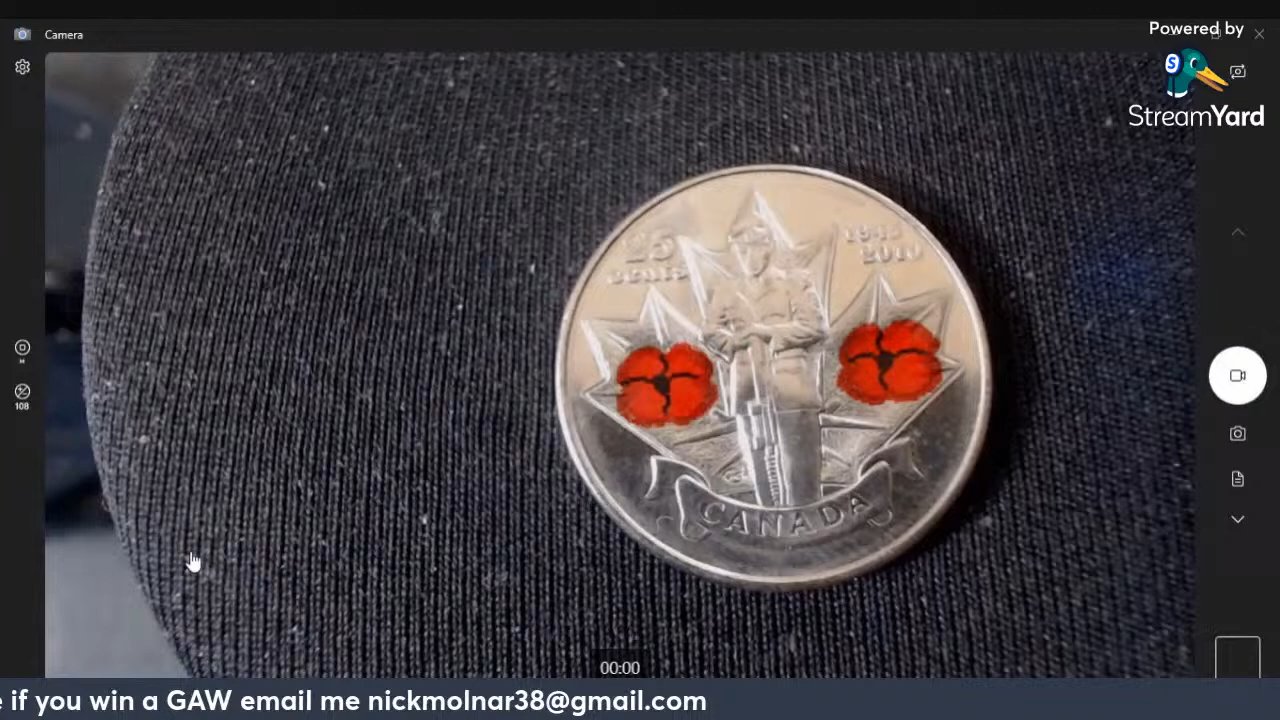 Camera
Powered by
StreamYard
S
25
cents
1945
2010
CANADA
M
108
00:00
if you win a GAW email me nickmolnar38@gmail.com